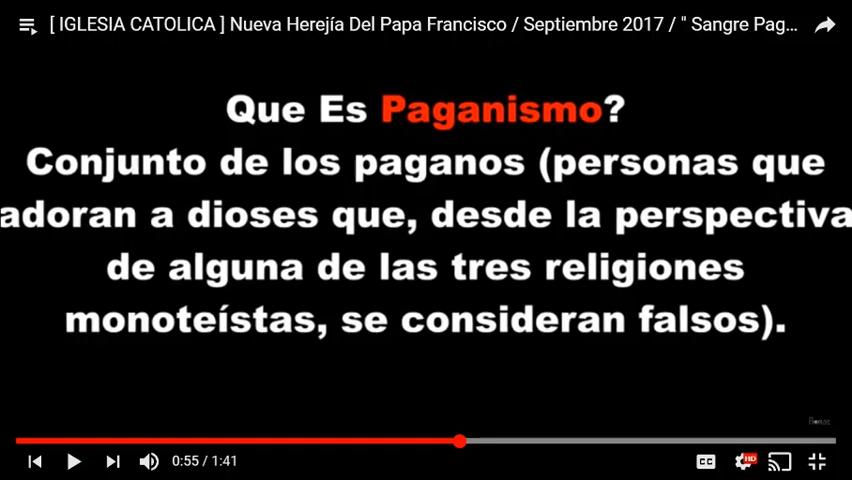 [ IGLESIA CATOLICA ] Nueva Herejía Del Papa Francisco / Septiembre 2017 / " Sangre Pag...
Que Es Paganismo?
Conjunto de los paganos (personas que
adoran a dioses que, desde la perspectiva
de alguna de las tres religiones
monoteístas, se consideran falsos).
0:55 / 1:41
CC
HD